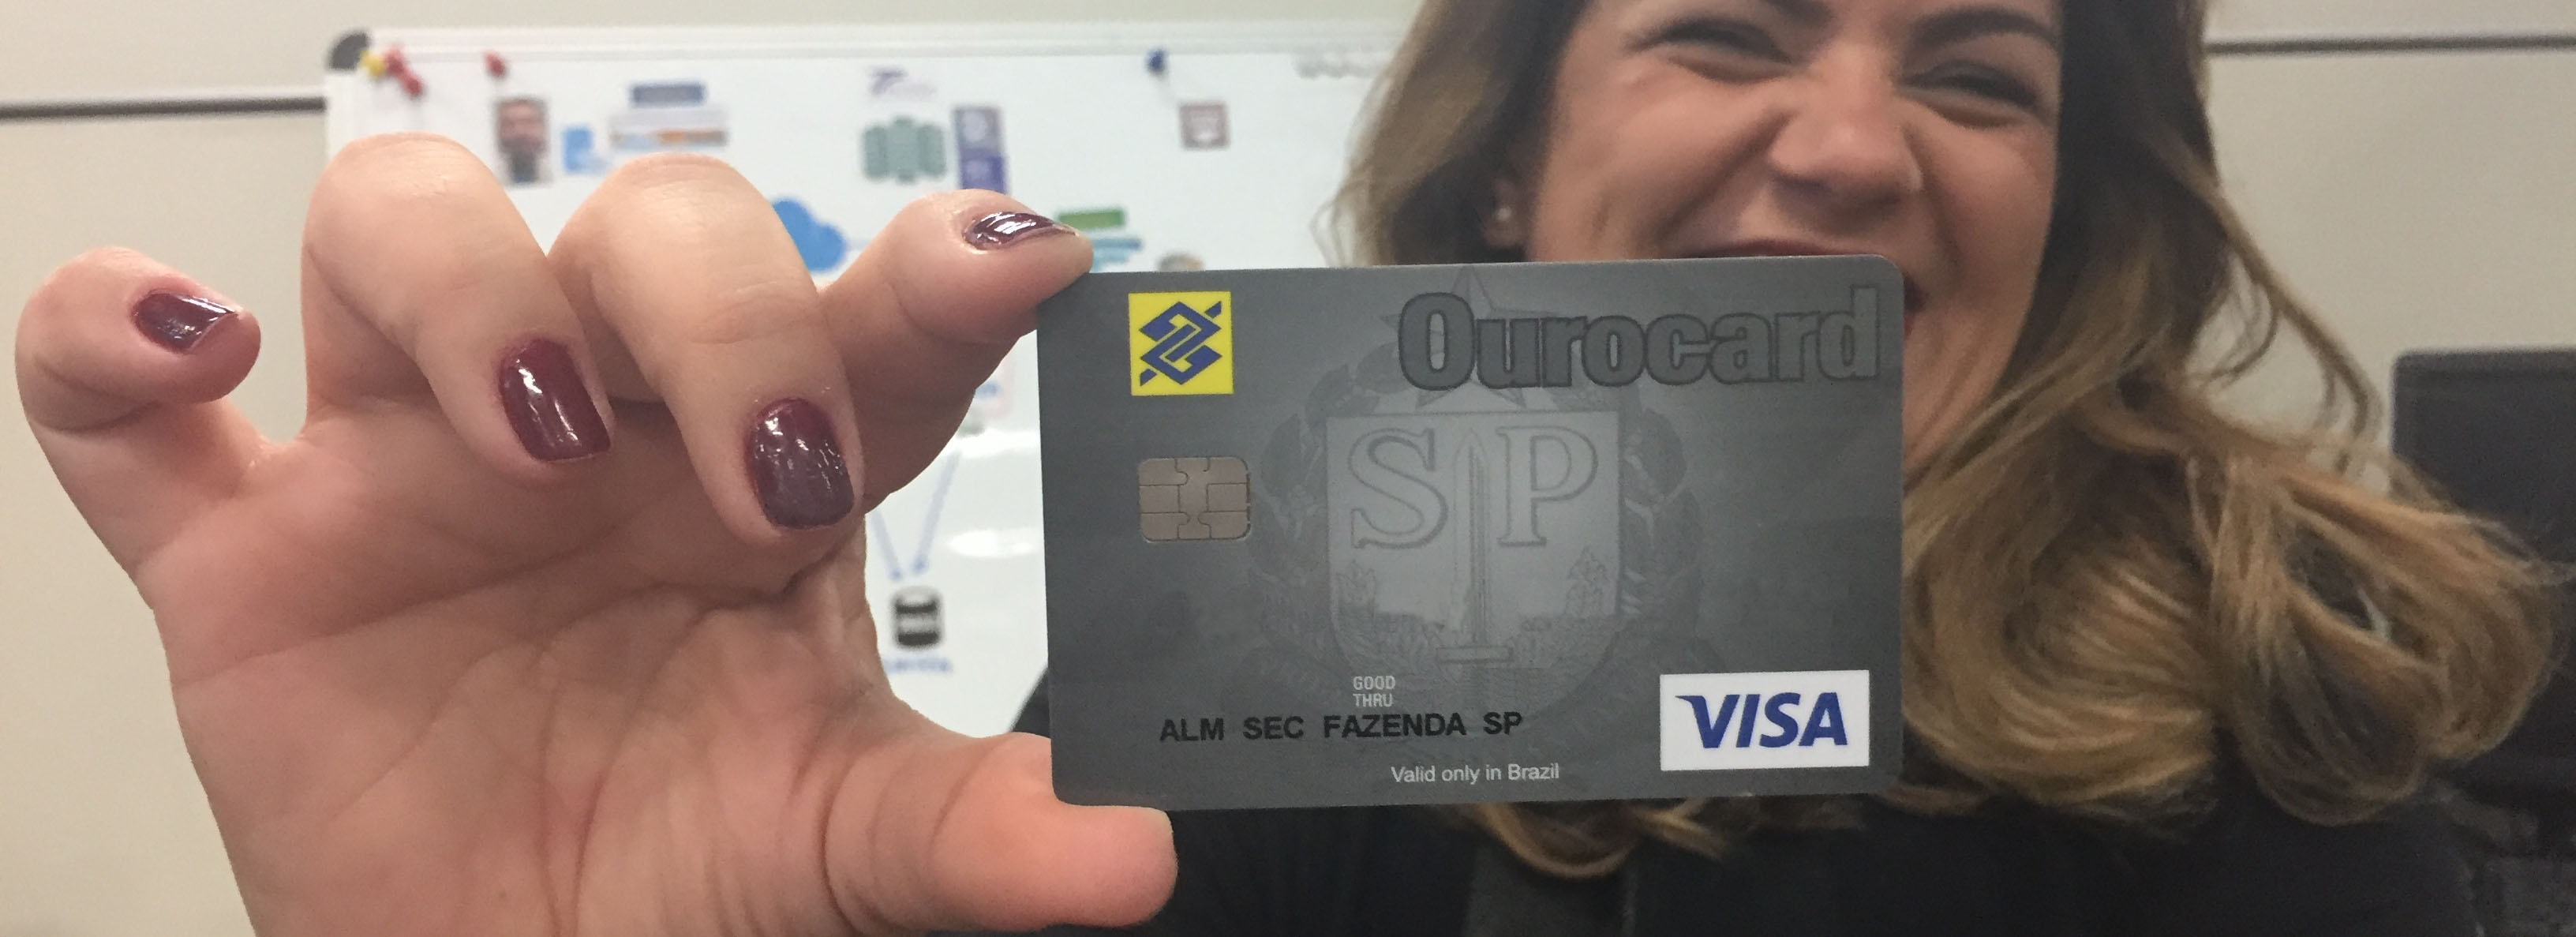 Ourocard
SP
GOOD
THRU
ALM SEC FAZENDA SP
VISA
Valid only in Brazil